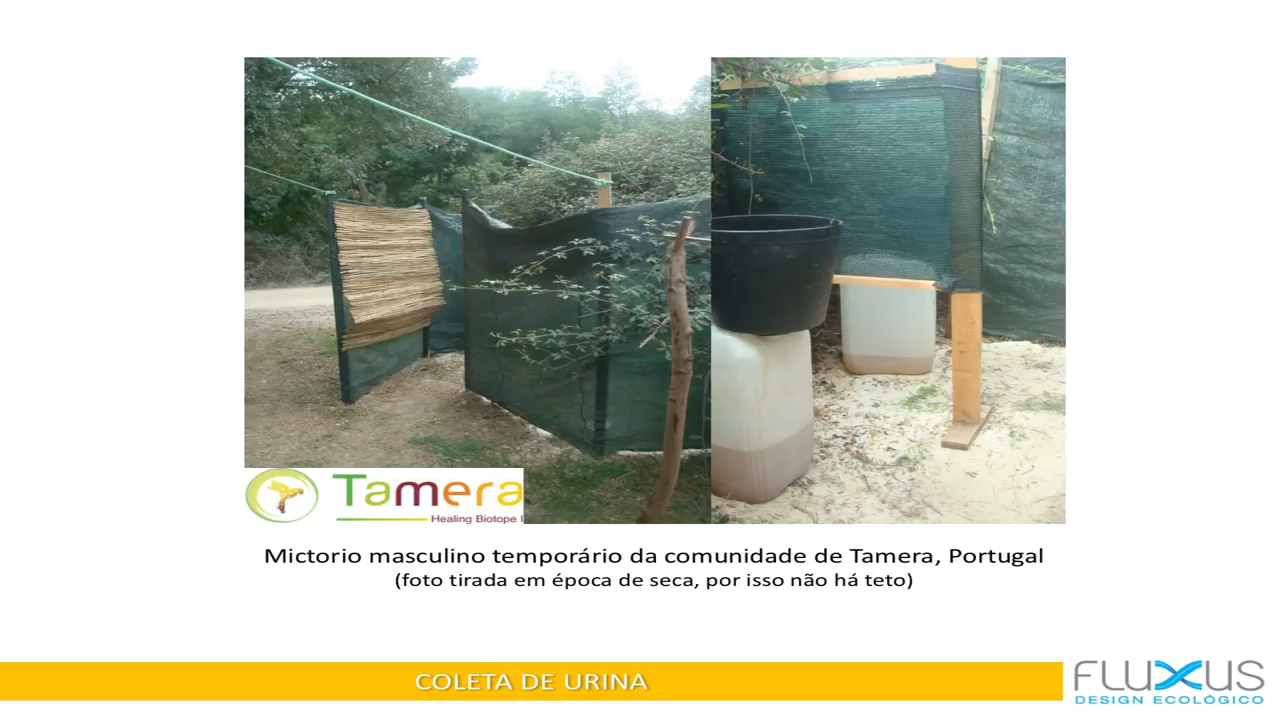 Tamera
Healing Biotope I
Mictorio masculino temporário da comunidade de Tamera, Portugal
(foto tirada em época de seca, por isso não há teto)
COLETA DE URINA
FLUXUS
DESIGN ECOLÓGICO